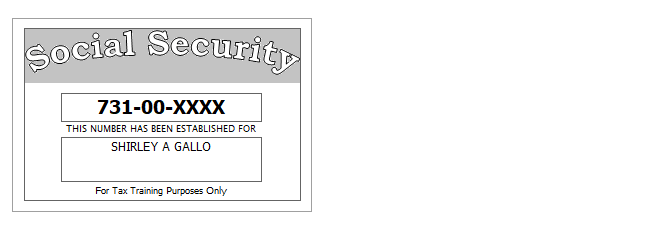 Social Security
731-00-XXXX
THIS NUMBER HAS BEEN ESTABLISHED FOR
SHIRLEY A GALLO
For Tax Training Purposes Only